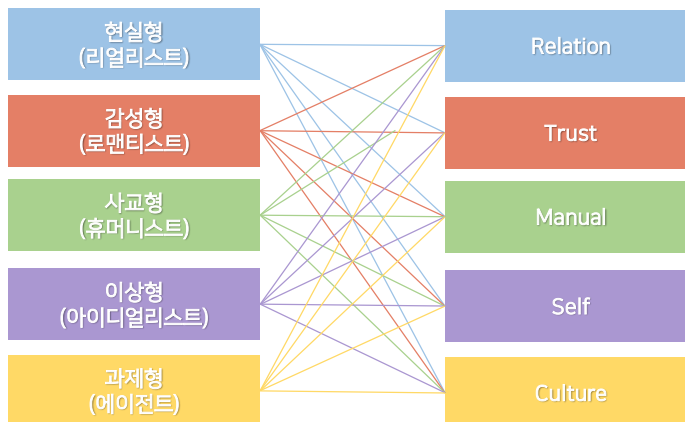 현실형
(리얼리스트)
Relation
감성형
(로맨티스트)
Trust
사교형
(휴머니스트)
Manual
이상형
(아이디얼리스트)
Self
과제형
(에이전트)
Culture